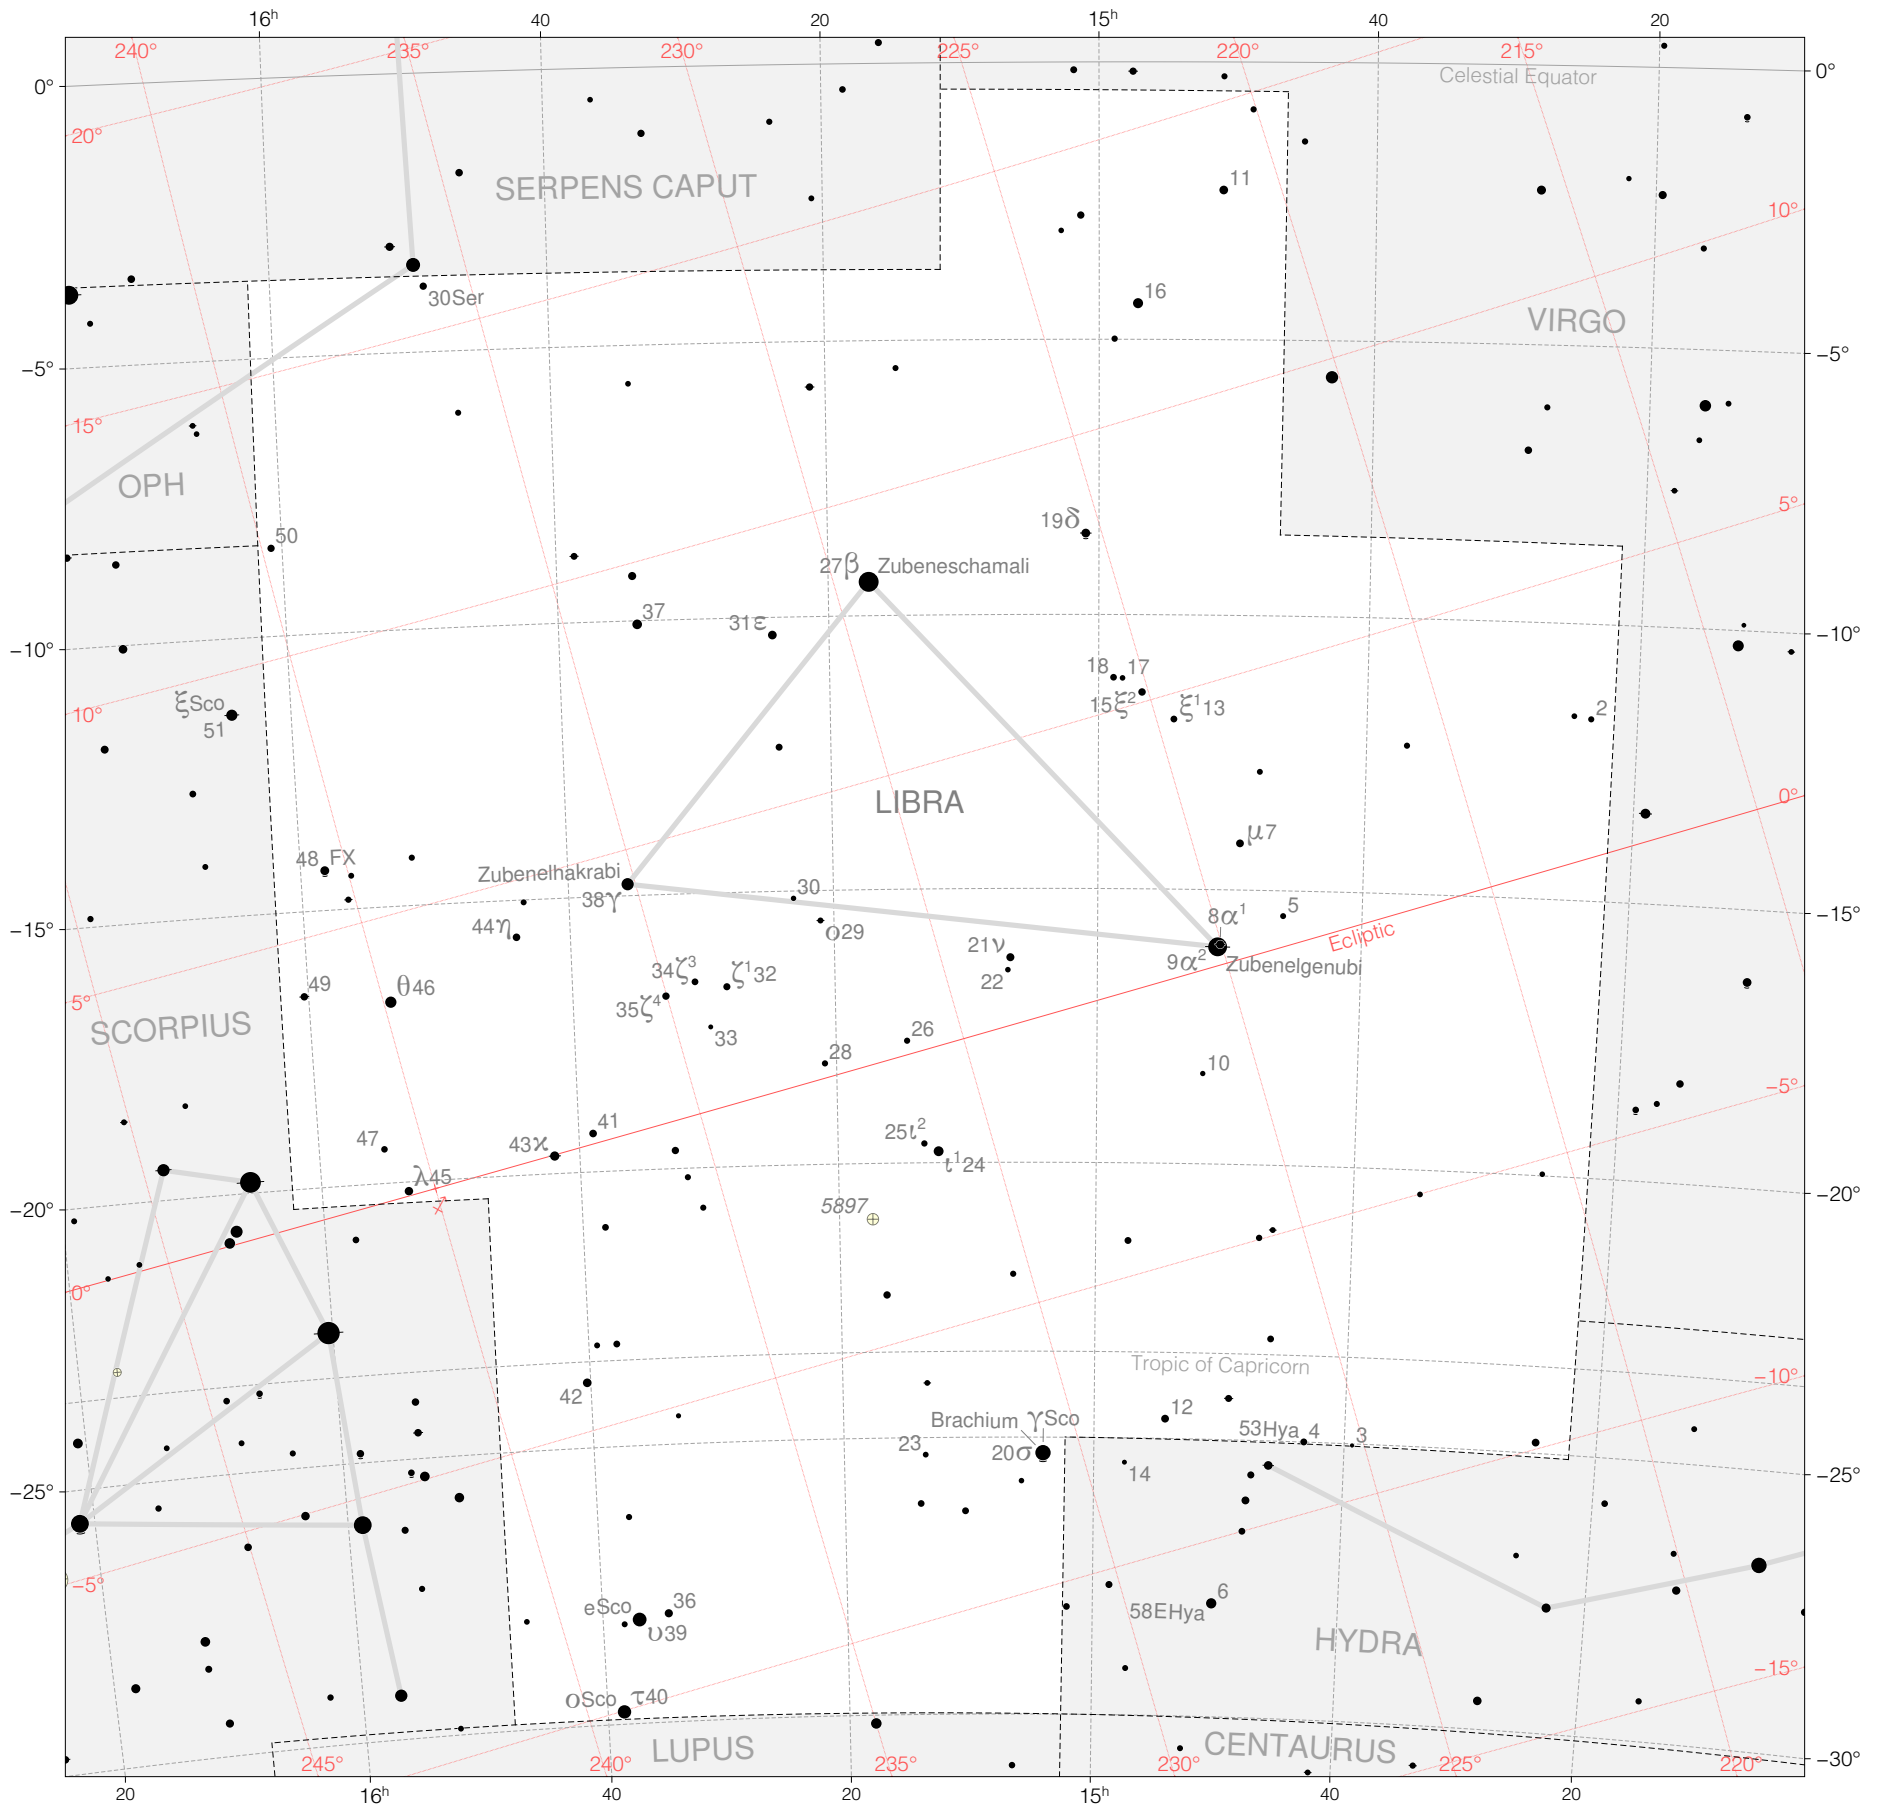 16h 40 20 15h 40 20
240° 235° 230° 225° 220° 215°
0° Celestial Equator 0°
20°
SERPENS CAPUT 11 10°
30Ser 16
VIRGO
−5° −5°
15°
OPH
5°
50 19δ
27β Zubeneschamali
37 31ε
−10° −10°
18 17
ξSco 15ξ2 ξ1 13 2
51
10°
LIBRA 0°
μ7
48 FX
Zubenelhakrabi 30
38γ 8α1 5
44η ο29
−15° −15°
Ecliptic
21ν
9α2 Zubenelgenubi
34ζ3 ζ1 32
22
49 θ46
5° 35ζ4
SCORPIUS 33 26
28 10
−5°
41
47 43ϰ 25ι2
λ45 ι1 24
5897
−20° −20°
0°
Tropic of Capricorn
−10°
42
12
Brachium γSco 53Hya 4 3
23 20σ
14
−25° −25°
−5°
eSco 36 6
58EHya
υ39
HYDRA
−15°
οSco τ40
LUPUS CENTAURUS
245° 240° 235° 230° 225° 220° −30°
20 16h 40 20 15h 40 20